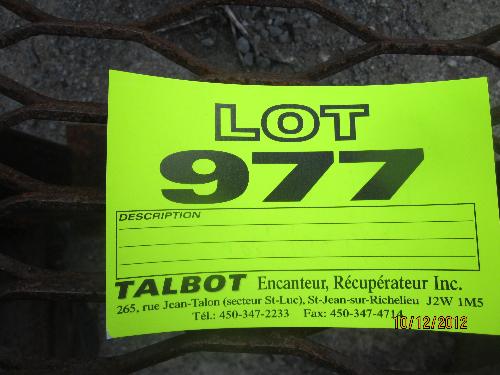 LOT
977
DESCRIPTION
TALBOT Encanteur, Récupérateur Inc.
265, rue Jean-Talon (secteur St-Luc), St-Jean-sur-Richelieu J2W 1M5
Tél.: 450-347-2233 Fax: 450-347-4714
10/12/2012